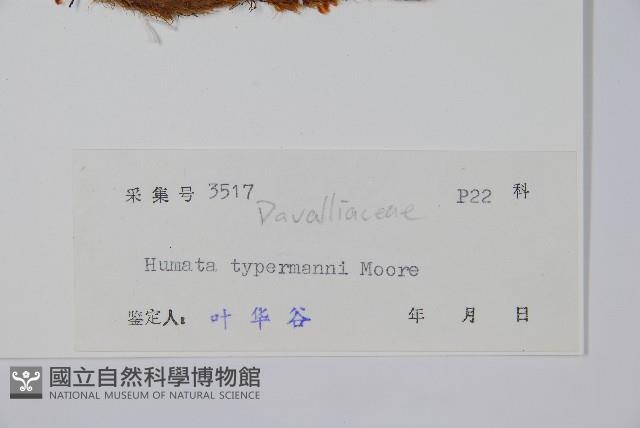 采集号 3517 Davalliaceae P22 科
Humata typermanni Moore
鉴定人: 叶华谷 年 月 日
國立自然科學博物館
NATIONAL MUSEUM OF NATURAL SCIENCE